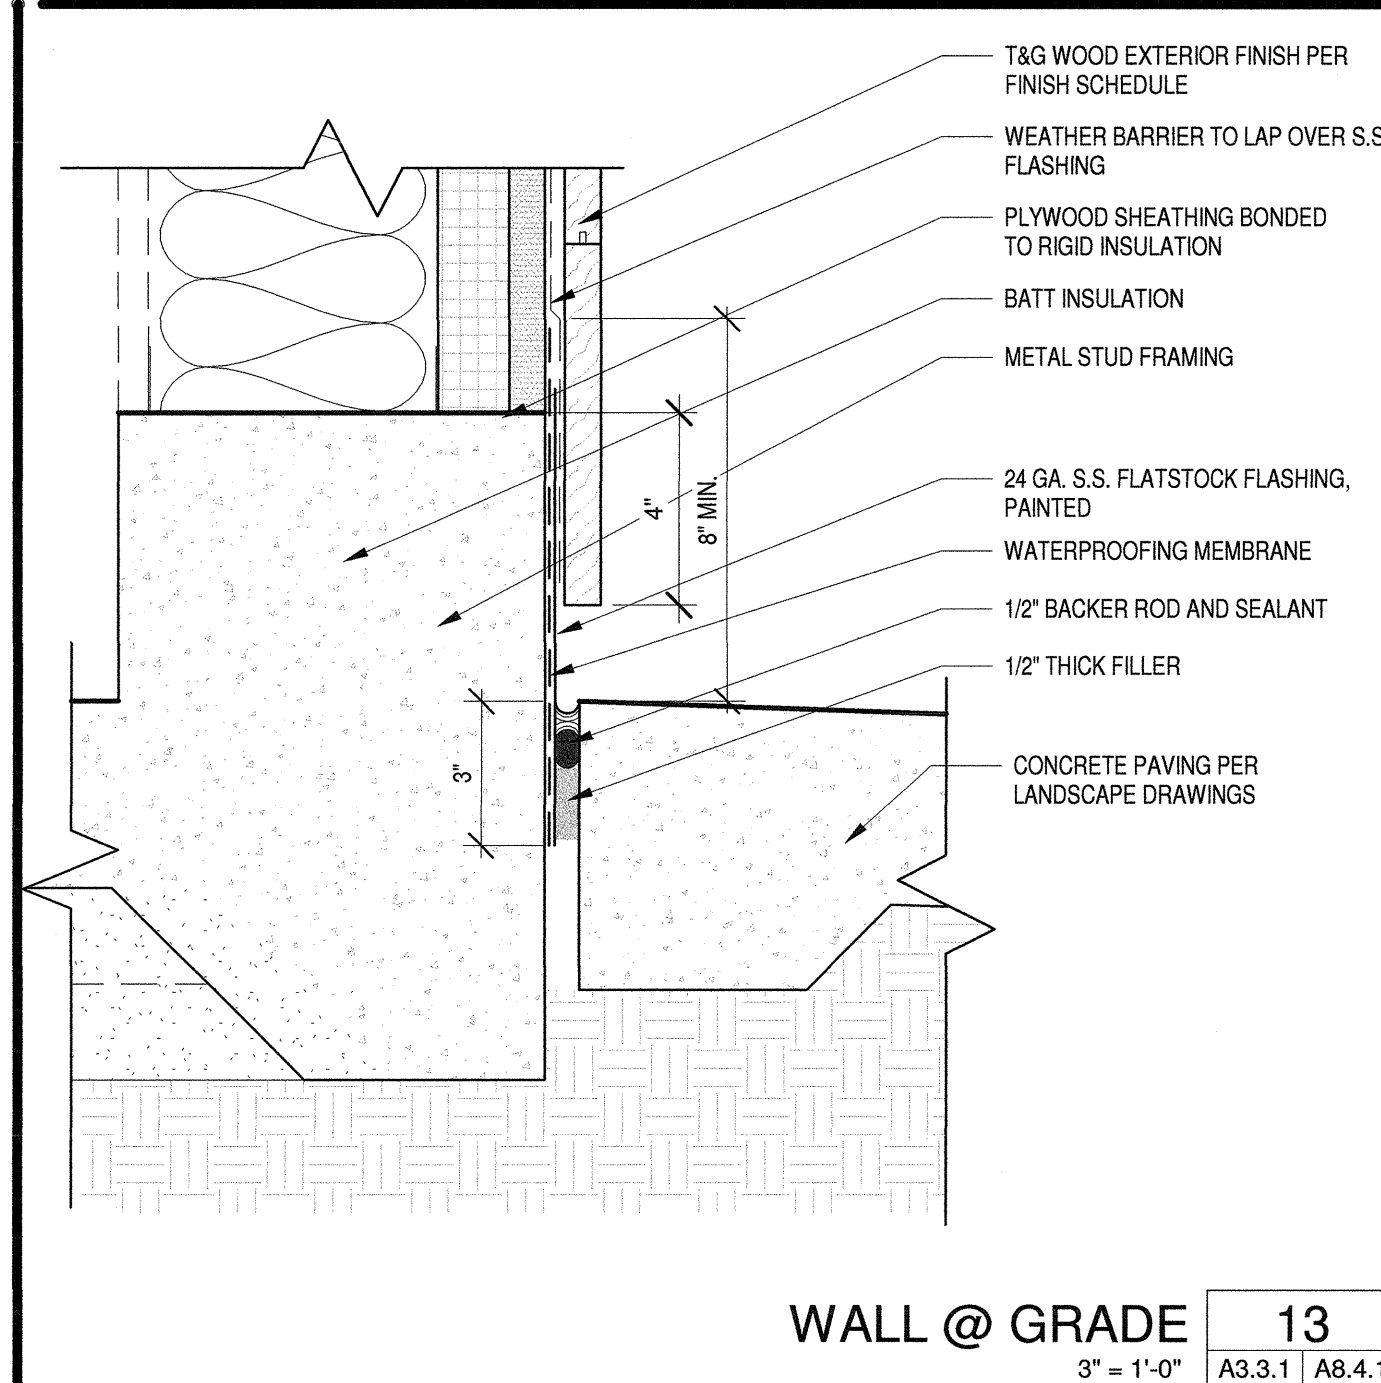 T&G WOOD EXTERIOR FINISH PER
FINISH SCHEDULE
WEATHER BARRIER TO LAP OVER S.S
FLASHING
PLYWOOD SHEATHING BONDED
TO RIGID INSULATION
BATT INSULATION
METAL STUD FRAMING
4"
8" MIN.
24 GA. S.S. FLATSTOCK FLASHING,
PAINTED
WATERPROOFING MEMBRANE
1/2" BACKER ROD AND SEALANT
1/2" THICK FILLER
3"
CONCRETE PAVING PER
LANDSCAPE DRAWINGS
WALL @ GRADE
13
3" = 1'-0"
A3.3.1
A8.4.1